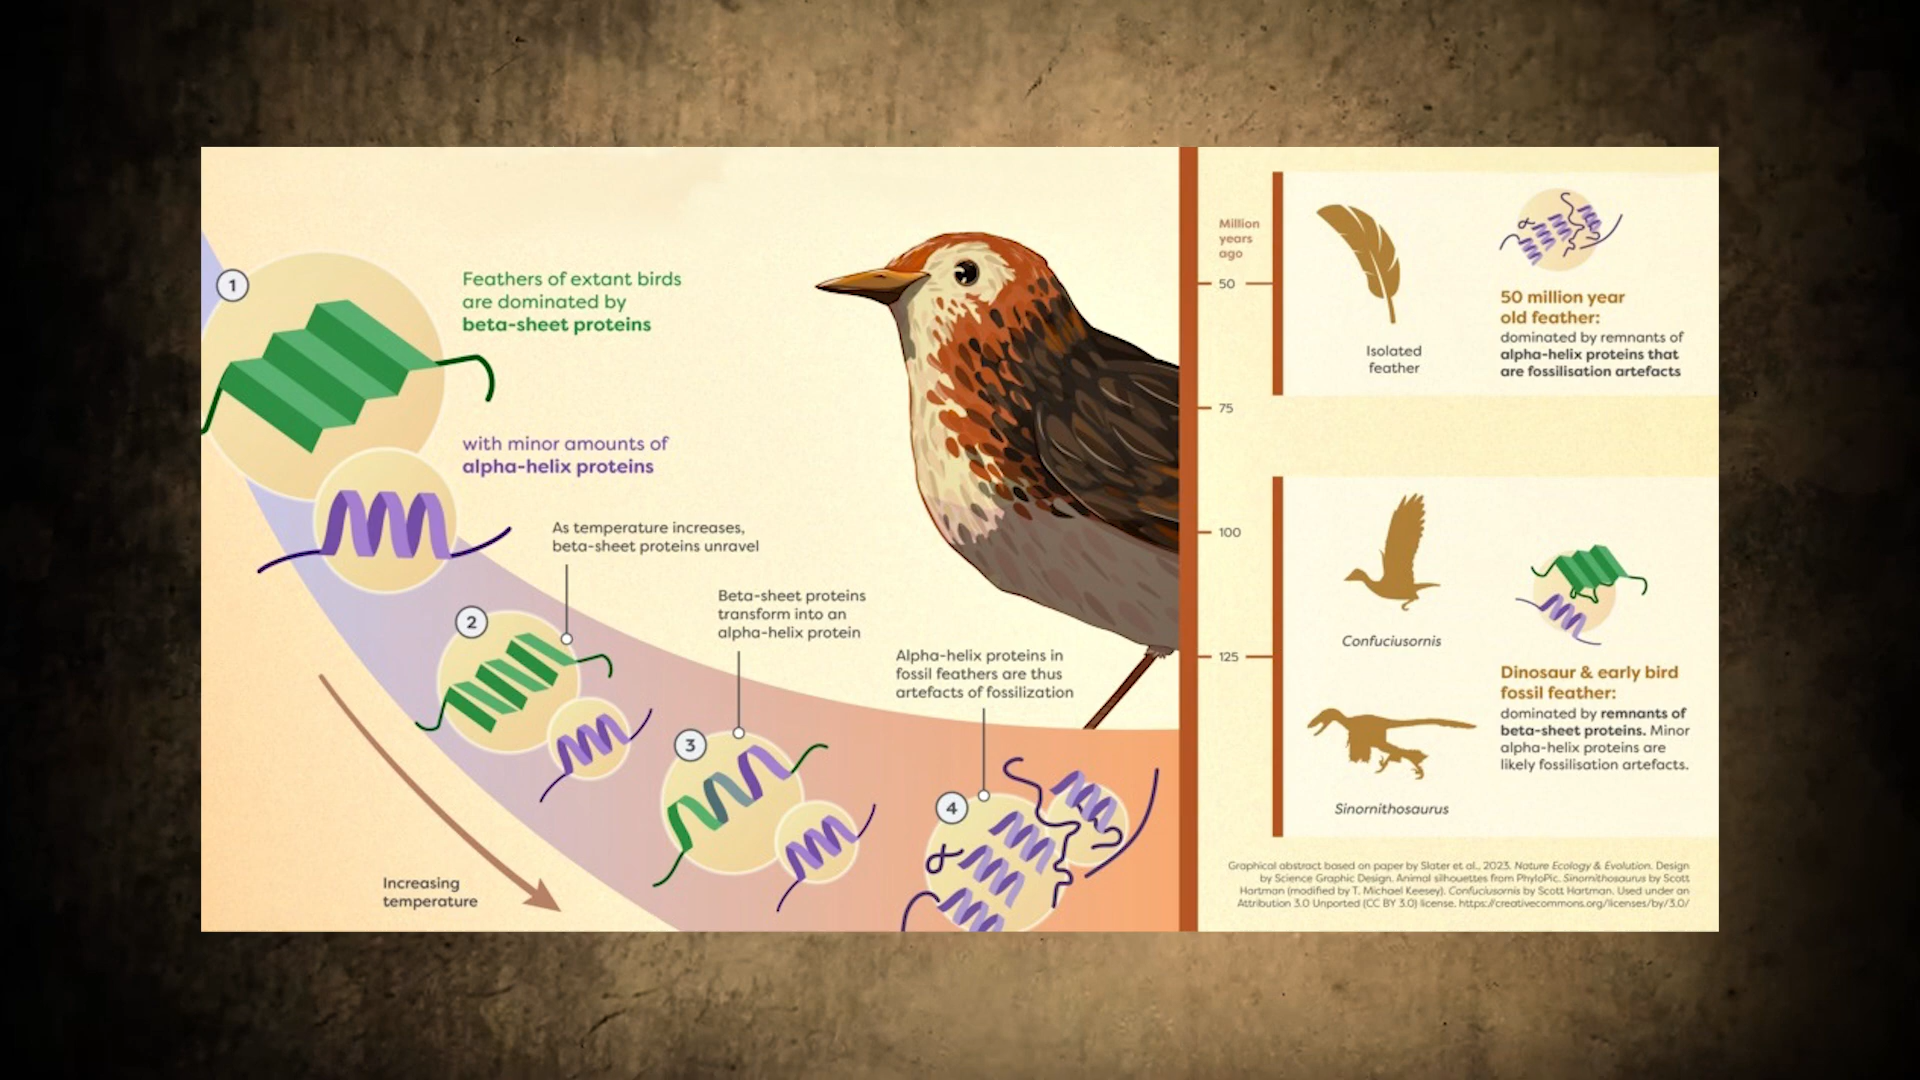 1
Feathers of extant birds
are dominated by
beta-sheet proteins
with minor amounts of
alpha-helix proteins
As temperature increases,
beta-sheet proteins unravel
2
Beta-sheet proteins
transform into an
alpha-helix protein
3
Alpha-helix proteins in
fossil feathers are thus
artefacts of fossilization
4
Increasing
temperature
Million
years
ago
50
75
100
125
Isolated
feather
50 million year
old feather:
dominated by remnants of
alpha-helix proteins that
are fossilisation artefacts
Confuciusornis
Sinornithosaurus
Dinosaur & early bird
fossil feather:
dominated by remnants of
beta-sheet proteins. Minor
alpha-helix proteins are
likely fossilisation artefacts.
Graphical abstract based on paper by Slater et al., 2023. Nature Ecology & Evolution. Design
by Science Graphic Design. Animal silhouettes from PhyloPic. Sinornithosaurus by Scott
Hartman (modified by T. Michael Keesey). Confuciusornis by Scott Hartman. Used under an
Attribution 3.0 Unported (CC BY 3.0) license. https://creativecommons.org/licenses/by/3.0/